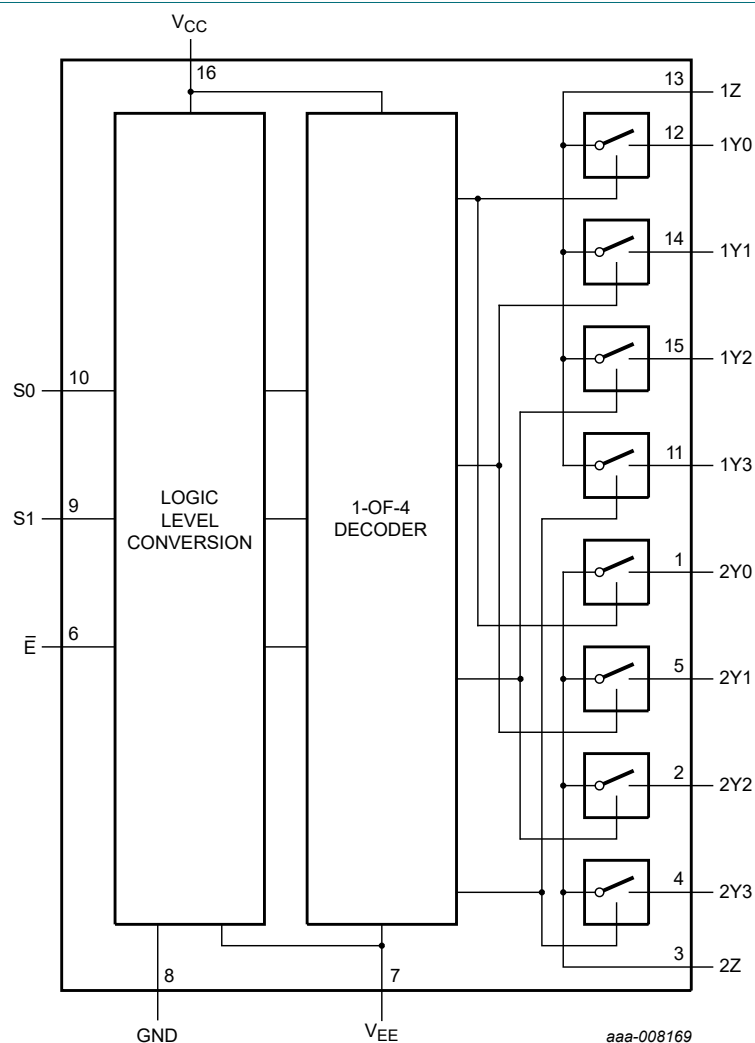 VCC
16
13 1Z
12 1Y0
14 1Y1
15 1Y2
S0 10
11 1Y3
S1 9
LOGIC
LEVEL
CONVERSION
1-OF-4
DECODER
1 2Y0
E̅ 6
5 2Y1
2 2Y2
4 2Y3
3 2Z
8
7
GND
VEE
aaa-008169